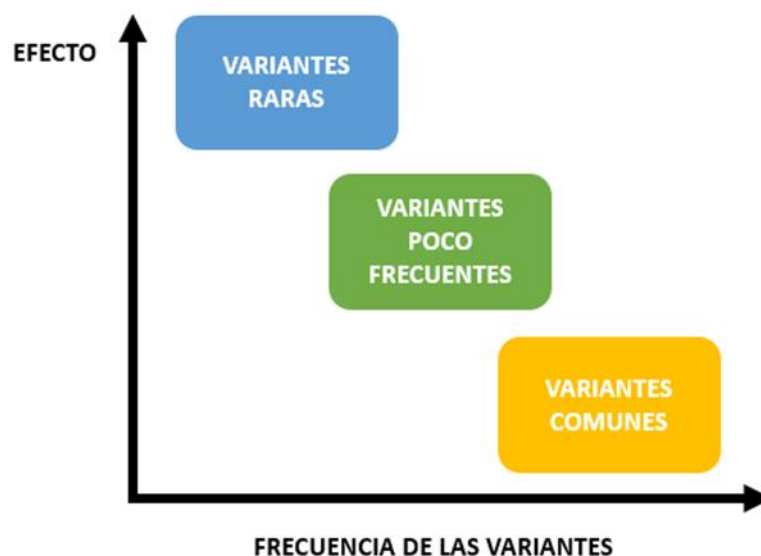 EFECTO
VARIANTES
RARAS
VARIANTES
POCO
FRECUENTES
VARIANTES
COMUNES
FRECUENCIA DE LAS VARIANTES